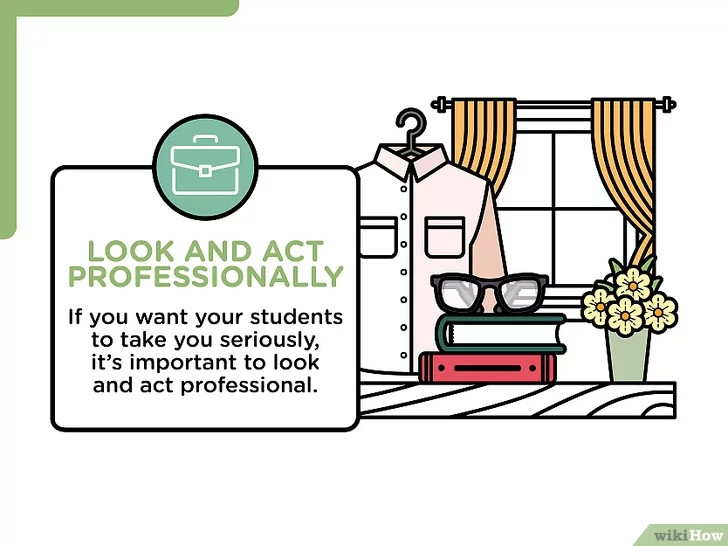 LOOK AND ACT
PROFESSIONALLY
If you want your students
to take you seriously,
it's important to look
and act professional.
wikiHow